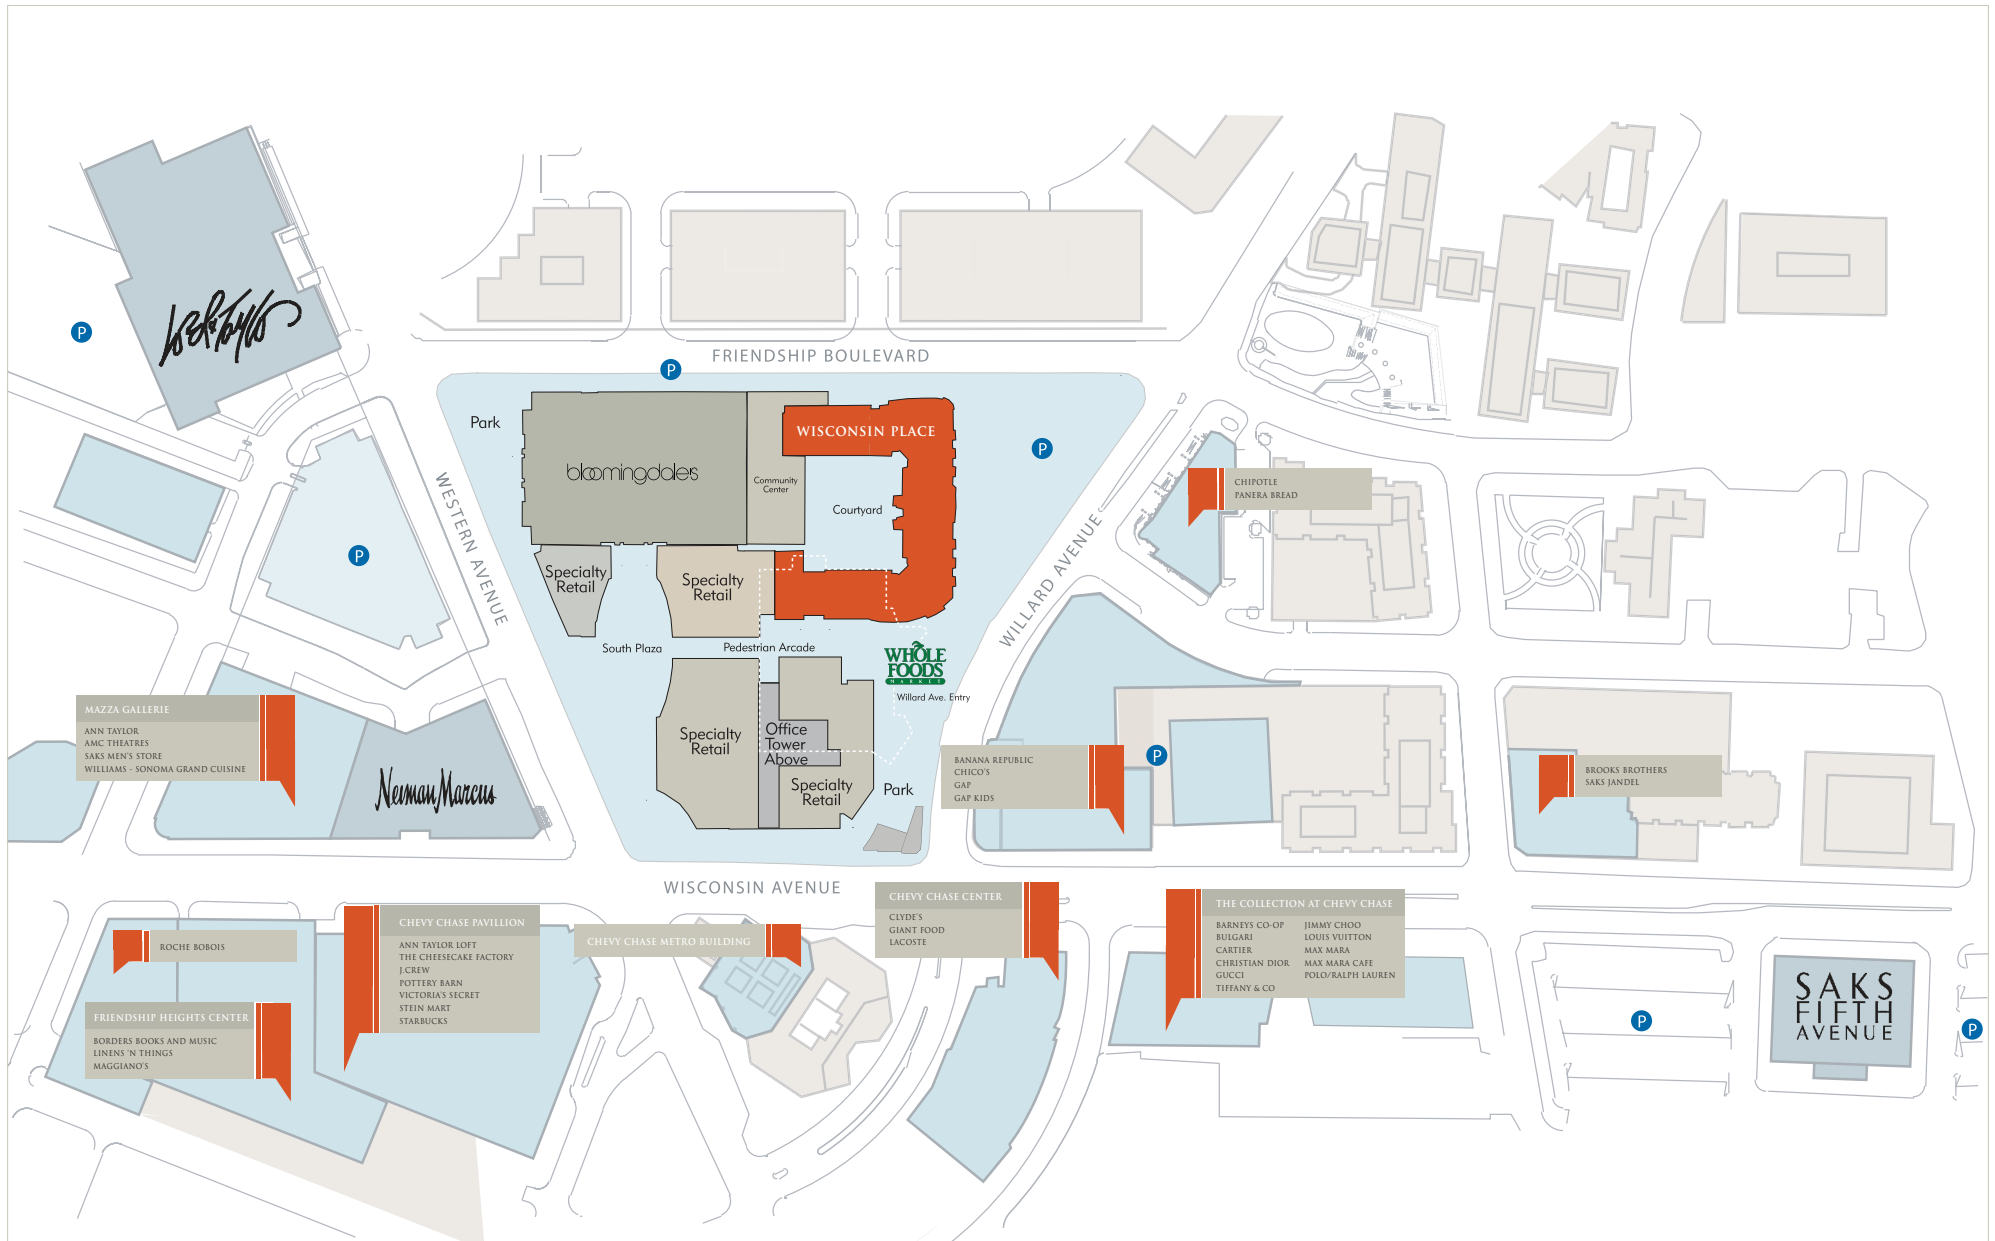 Lord & Taylor
P
FRIENDSHIP BOULEVARD
P
Park
WISCONSIN PLACE
bloomingdale's
Community
Center
Courtyard
P
WESTERN AVENUE
P
Specialty
Retail
Specialty
Retail
WILLARD AVENUE
CHIPOTLE
PANERA BREAD
South Plaza
Pedestrian Arcade
WHOLE
FOODS
MARKET
Willard Ave. Entry
Specialty
Retail
Office
Tower
Above
Specialty
Retail
Park
MAZZA GALLERIE
ANN TAYLOR
AMC THEATRES
SAKS MEN'S STORE
WILLIAMS - SONOMA GRAND CUISINE
Neiman Marcus
BANANA REPUBLIC
CHICO'S
GAP
GAP KIDS
P
BROOKS BROTHERS
SAKS JANDEL
WISCONSIN AVENUE
ROCHE BOBOIS
FRIENDSHIP HEIGHTS CENTER
BORDERS BOOKS AND MUSIC
LINENS 'N THINGS
MAGGIANO'S
CHEVY CHASE PAVILLION
ANN TAYLOR LOFT
THE CHEESECAKE FACTORY
J.CREW
POTTERY BARN
VICTORIA'S SECRET
STEIN MART
STARBUCKS
CHEVY CHASE METRO BUILDING
CHEVY CHASE CENTER
CLYDE'S
GIANT FOOD
LACOSTE
THE COLLECTION AT CHEVY CHASE
BARNEYS CO-OP
BULGARI
CARTIER
CHRISTIAN DIOR
GUCCI
TIFFANY & CO
JIMMY CHOO
LOUIS VUITTON
MAX MARA
MAX MARA CAFE
POLO/RALPH LAUREN
P
SAKS
FIFTH
AVENUE
P